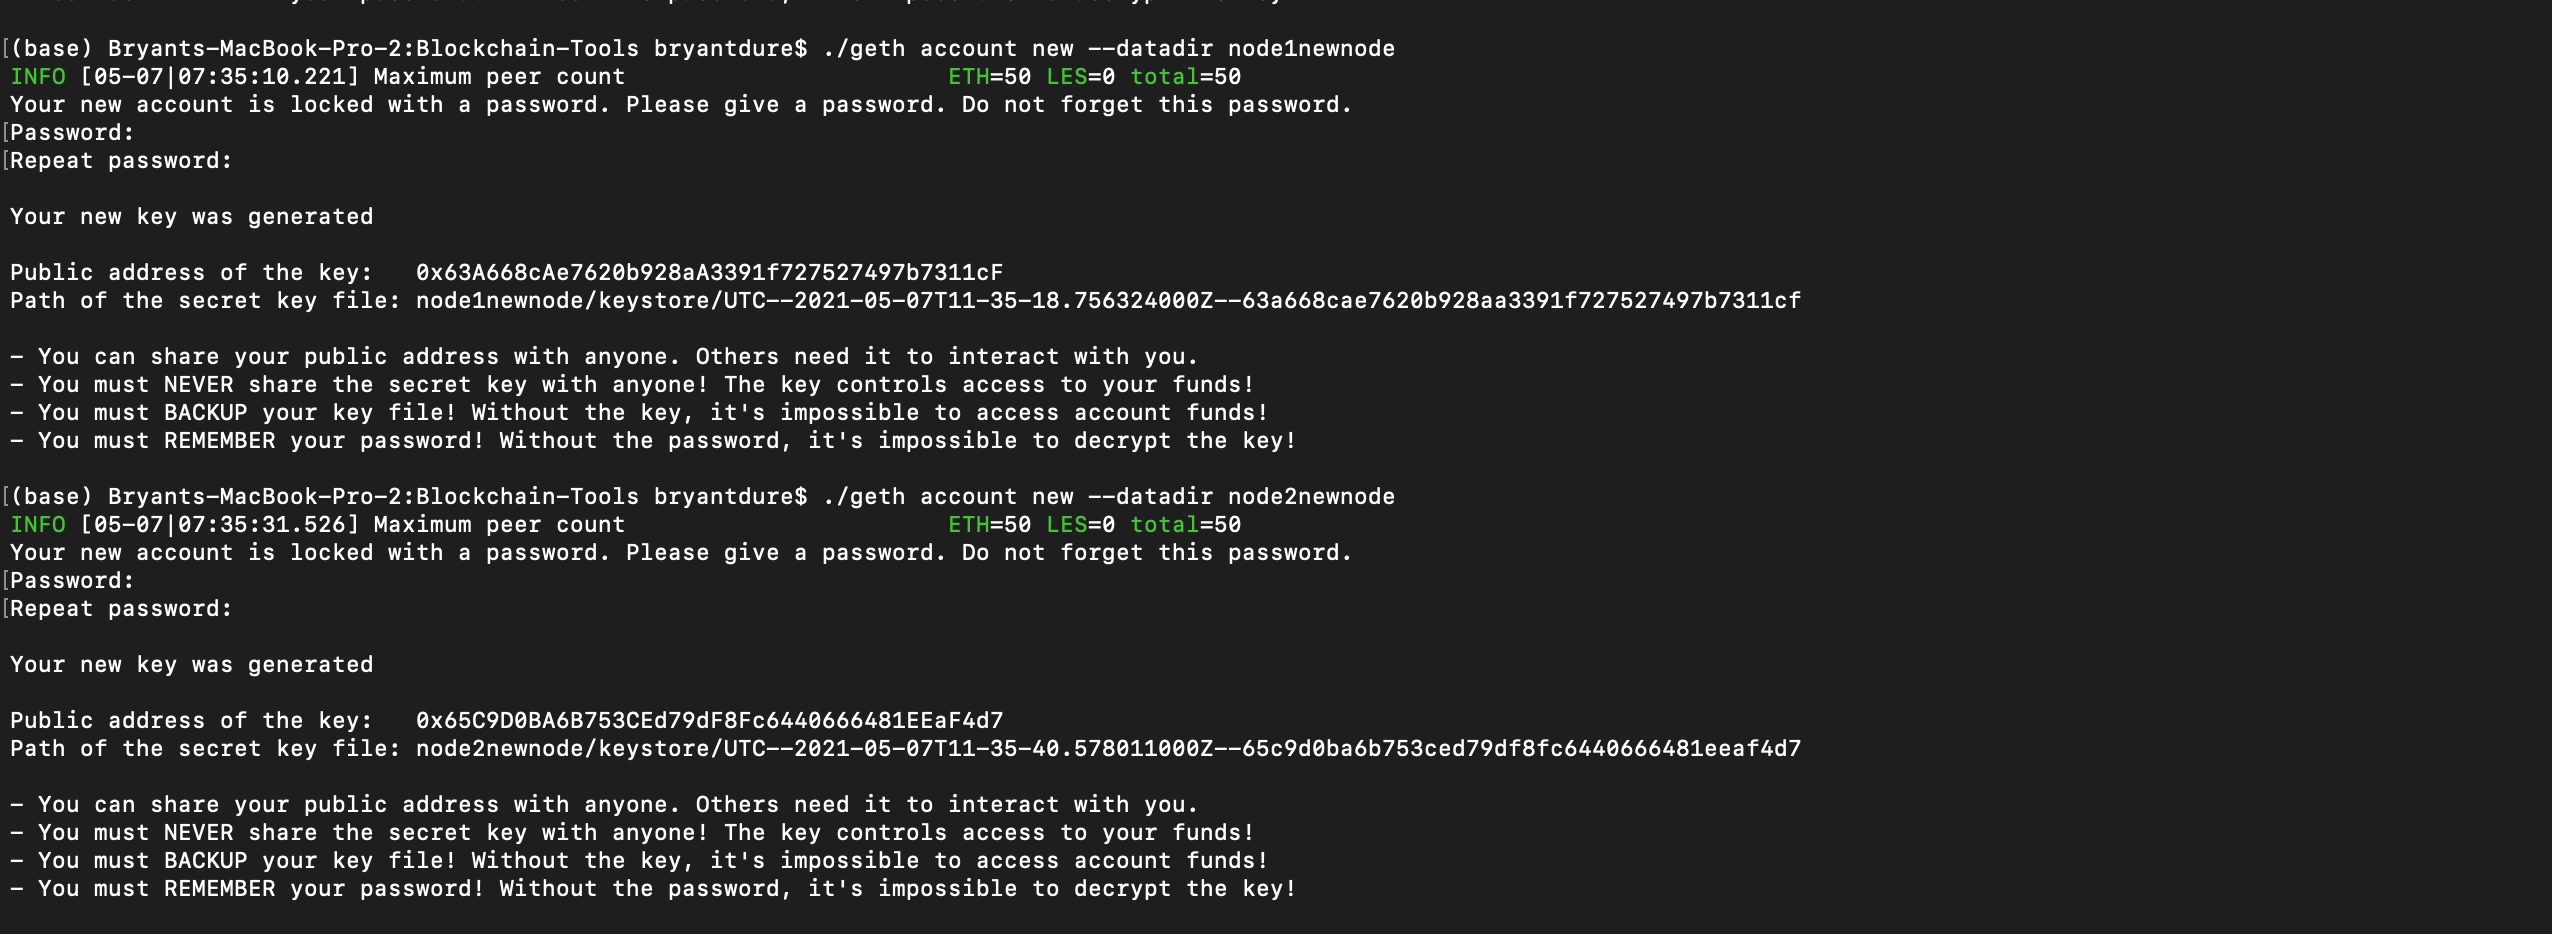 [(base) Bryants-MacBook-Pro-2:Blockchain-Tools bryantdure$ ./geth account new --datadir node1newnode
INFO [05-07|07:35:10.221] Maximum peer count                       ETH=50 LES=0 total=50
Your new account is locked with a password. Please give a password. Do not forget this password.
[Password:
[Repeat password:
Your new key was generated
Public address of the key:   0x63A668cAe7620b928aA3391f727527497b7311cF
Path of the secret key file: node1newnode/keystore/UTC--2021-05-07T11-35-18.756324000Z--63a668cae7620b928aa3391f727527497b7311cf
- You can share your public address with anyone. Others need it to interact with you.
- You must NEVER share the secret key with anyone! The key controls access to your funds!
- You must BACKUP your key file! Without the key, it's impossible to access account funds!
- You must REMEMBER your password! Without the password, it's impossible to decrypt the key!
[(base) Bryants-MacBook-Pro-2:Blockchain-Tools bryantdure$ ./geth account new --datadir node2newnode
INFO [05-07|07:35:31.526] Maximum peer count                       ETH=50 LES=0 total=50
Your new account is locked with a password. Please give a password. Do not forget this password.
[Password:
[Repeat password:
Your new key was generated
Public address of the key:   0x65C9D0BA6B753CEd79dF8Fc6440666481EEaF4d7
Path of the secret key file: node2newnode/keystore/UTC--2021-05-07T11-35-40.578011000Z--65c9d0ba6b753ced79df8fc6440666481eeaf4d7
- You can share your public address with anyone. Others need it to interact with you.
- You must NEVER share the secret key with anyone! The key controls access to your funds!
- You must BACKUP your key file! Without the key, it's impossible to access account funds!
- You must REMEMBER your password! Without the password, it's impossible to decrypt the key!